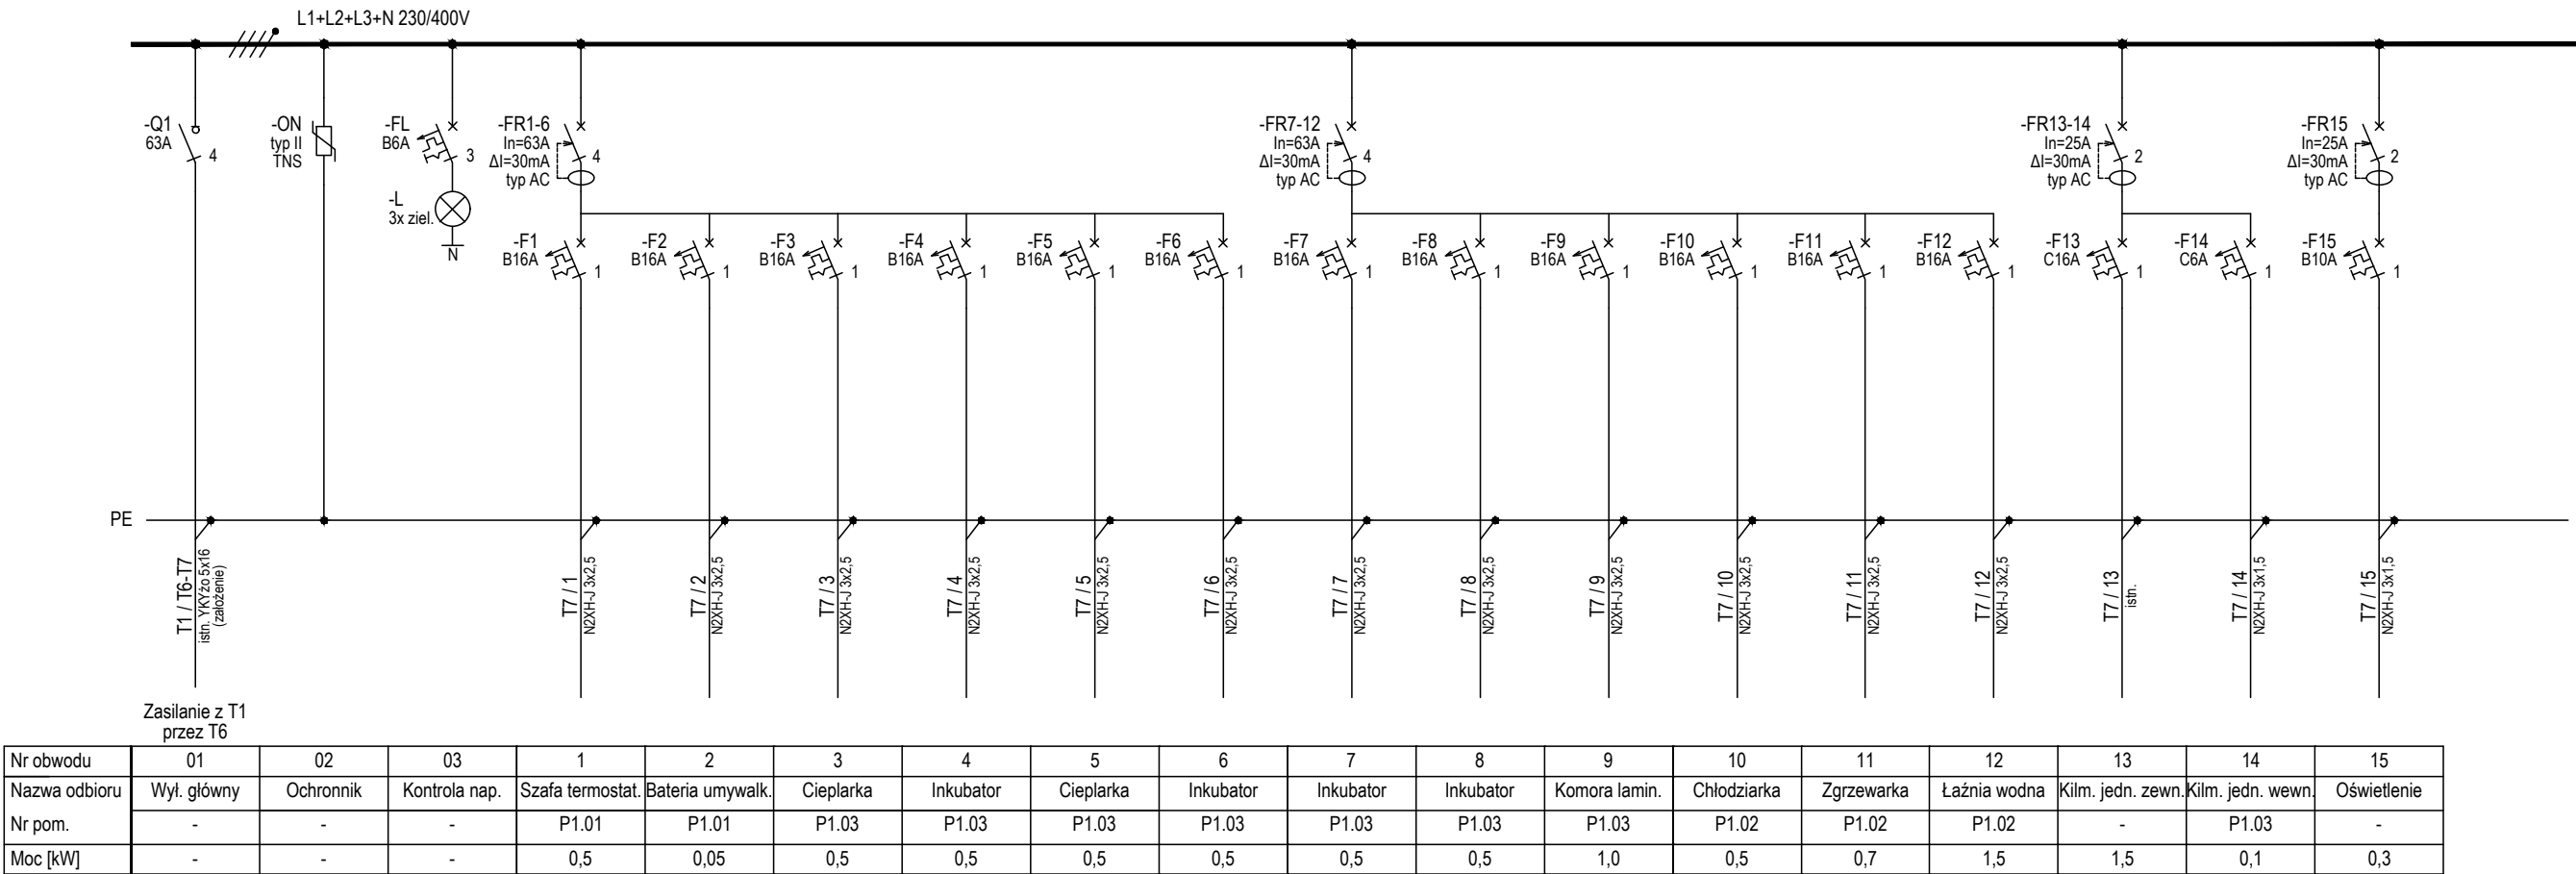 L1+L2+L3+N 230/400V
-Q1
63A
4
-ON
typ II
TNS
-FL
B6A
3
-L
3x ziel.
N
-FR1-6
In=63A
ΔI=30mA
typ AC
4
-FR7-12
In=63A
ΔI=30mA
typ AC
4
-FR13-14
In=25A
ΔI=30mA
typ AC
2
-FR15
In=25A
ΔI=30mA
typ AC
2
-F1
B16A
1
-F2
B16A
1
-F3
B16A
1
-F4
B16A
1
-F5
B16A
1
-F6
B16A
1
-F7
B16A
1
-F8
B16A
1
-F9
B16A
1
-F10
B16A
1
-F11
B16A
1
-F12
B16A
1
-F13
C16A
1
-F14
C6A
1
-F15
B10A
1
PE
T1 / T6-T7
istn. YKYżo 5x16
(założenie)
T7 / 1
N2XH-J 3x2,5
T7 / 2
N2XH-J 3x2,5
T7 / 3
N2XH-J 3x2,5
T7 / 4
N2XH-J 3x2,5
T7 / 5
N2XH-J 3x2,5
T7 / 6
N2XH-J 3x2,5
T7 / 7
N2XH-J 3x2,5
T7 / 8
N2XH-J 3x2,5
T7 / 9
N2XH-J 3x2,5
T7 / 10
N2XH-J 3x2,5
T7 / 11
N2XH-J 3x2,5
T7 / 12
N2XH-J 3x2,5
T7 / 13
istn.
T7 / 14
N2XH-J 3x1,5
T7 / 15
N2XH-J 3x1,5
Zasilanie z T1
przez T6
Nr obwodu 01 02 03 1 2 3 4 5 6 7 8 9 10 11 12 13 14 15
Nazwa odbioru Wył. główny Ochronnik Kontrola nap. Szafa termostat. Bateria umywalk. Cieplarka Inkubator Cieplarka Inkubator Inkubator Inkubator Komora lamin. Chłodziarka Zgrzewarka Łaźnia wodna Kilm. jedn. zewn. Kilm. jedn. wewn. Oświetlenie
Nr pom. - - - P1.01 P1.01 P1.03 P1.03 P1.03 P1.03 P1.03 P1.03 P1.03 P1.02 P1.02 P1.02 - P1.03 -
Moc [kW] - - - 0,5 0,05 0,5 0,5 0,5 0,5 0,5 0,5 1,0 0,5 0,7 1,5 1,5 0,1 0,3